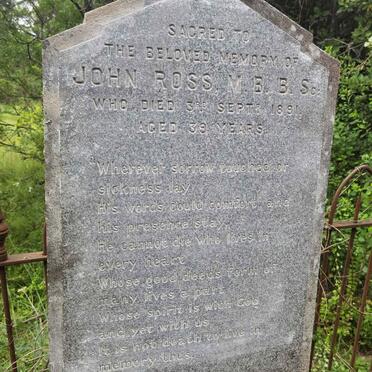 SACRED TO
THE BELOVED MEMORY OF
JOHN ROSS, M.B.B.Sc.
WHO DIED 3RD SEPT. 1891
AGED 39 YEARS.
"Wherever sorrow touched or
sickness lay
His words could comfort and
his presence stay,
He cannot die who lives in
every heart
Whose good deeds form of
many lives a part
Whose spirit is with God
and yet with us
It is not death to live in
memory thus.